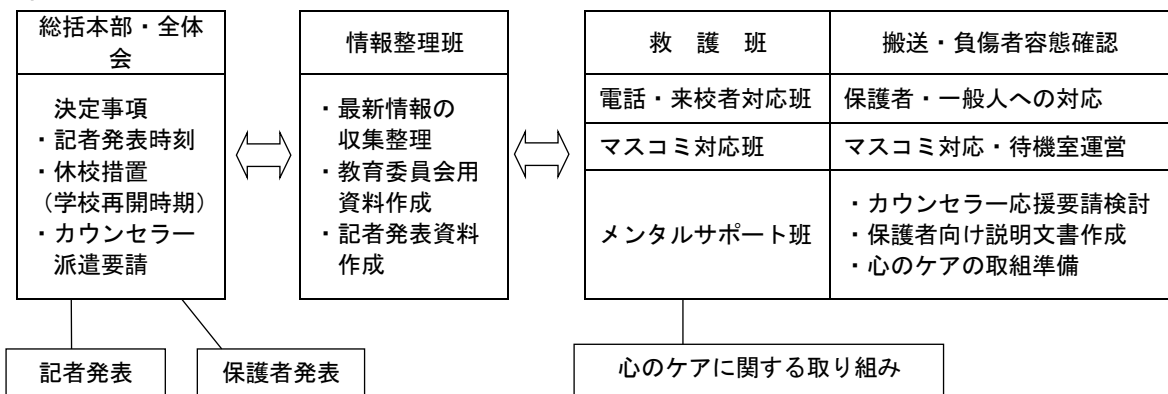 総括本部・全体
会
決定事項
・記者発表時刻
・休校措置
(学校再開時期)
・カウンセラー
派遣要請
情報整理班
・最新情報の
収集整理
・教育委員会用
資料作成
・記者発表資料
作成
救　護　班
搬送・負傷者容態確認
電話・来校者対応班
保護者・一般人への対応
マスコミ対応班
マスコミ対応・待機室運営
メンタルサポート班
・カウンセラー応援要請検討
・保護者向け説明文書作成
・心のケアの取組準備
記者発表
保護者発表
心のケアに関する取り組み